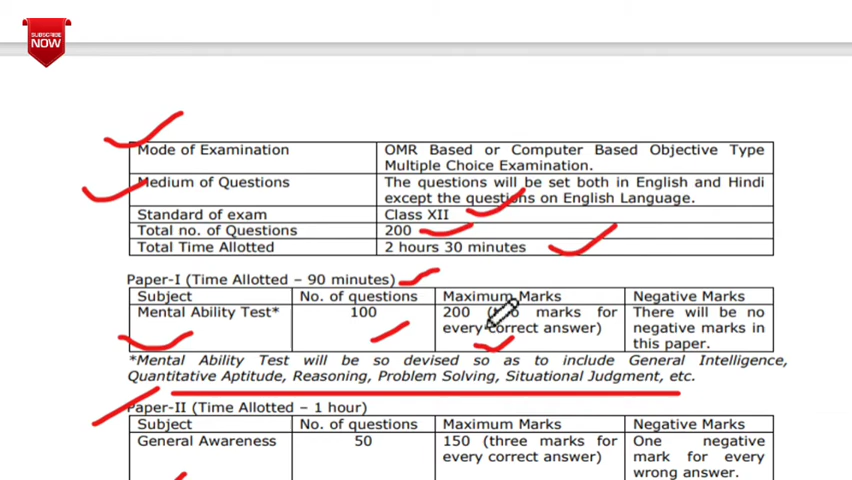 SUBSCRIBE
NOW
Mode of Examination OMR Based or Computer Based Objective Type
Multiple Choice Examination.
Medium of Questions The questions will be set both in English and Hindi
except the questions on English Language.
Standard of exam Class XII
Total no. of Questions 200
Total Time Allotted 2 hours 30 minutes
Paper-I (Time Allotted – 90 minutes)
Subject No. of questions Maximum Marks Negative Marks
Mental Ability Test* 100 200 marks for There will be no
every correct answer) negative marks in
this paper.
*Mental Ability Test will be so devised so as to include General Intelligence,
Quantitative Aptitude, Reasoning, Problem Solving, Situational Judgment, etc.
Paper-II (Time Allotted – 1 hour)
Subject No. of questions Maximum Marks Negative Marks
General Awareness 50 150 (three marks for One negative
every correct answer) mark for every
wrong answer.